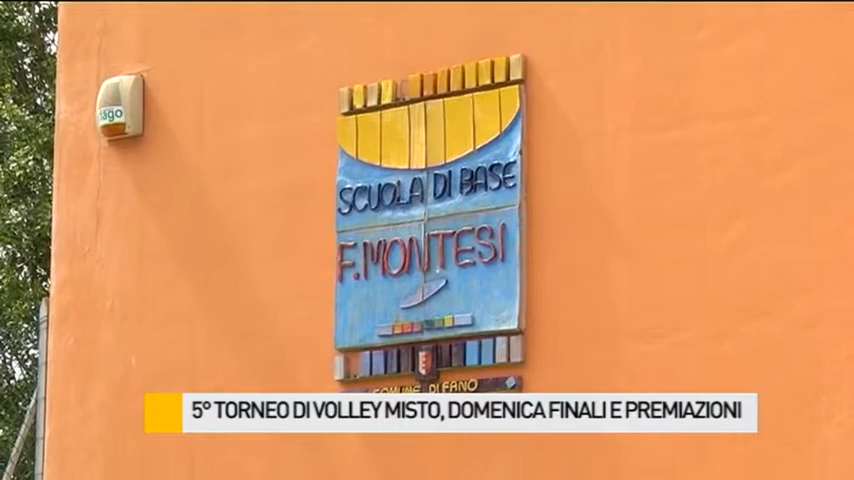 SCUOLA DI BASE
F. MONTESI
COMUNE DI FANO
5° TORNEO DI VOLLEY MISTO, DOMENICA FINALI E PREMIAZIONI